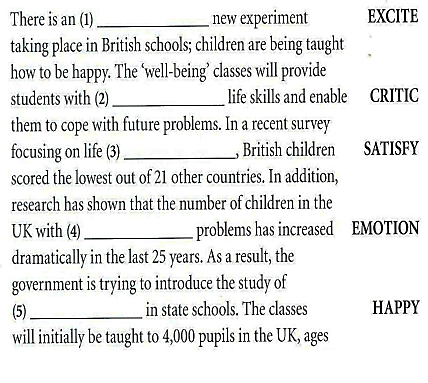 There is an (1) ____________ new experiment EXCITE
taking place in British schools; children are being taught
how to be happy. The 'well-being' classes will provide
students with (2) ____________ life skills and enable CRITIC
them to cope with future problems. In a recent survey
focusing on life (3) ____________, British children SATISFY
scored the lowest out of 21 other countries. In addition,
research has shown that the number of children in the
UK with (4) ____________ problems has increased EMOTION
dramatically in the last 25 years. As a result, the
government is trying to introduce the study of
(5) ____________ in state schools. The classes HAPPY
will initially be taught to 4,000 pupils in the UK, ages